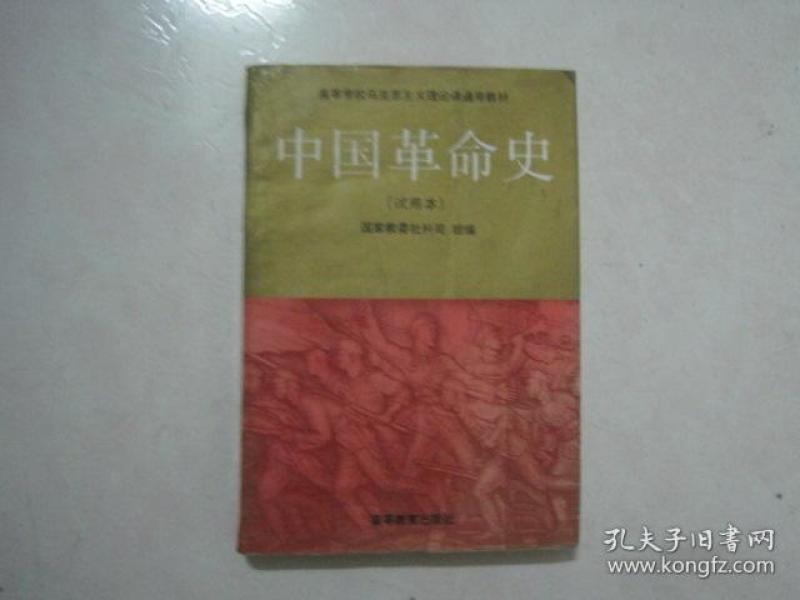 高等学校马克思主义理论课通用教材
中国革命史
（试用本）
国家教委社科司 组编
高等教育出版社
孔夫子旧书网
www.kongfz.com